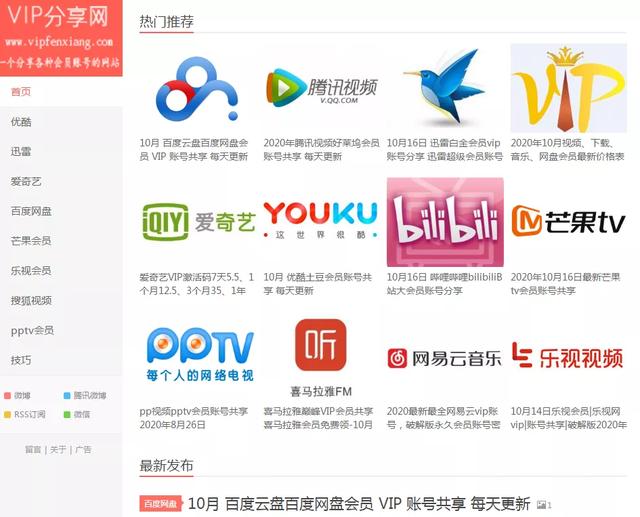 VIP分享网
www.vipfenxiang.com
一个分享各种会员账号的网站
首页
优酷
迅雷
爱奇艺
百度网盘
芒果会员
乐视会员
搜狐视频
pptv会员
技巧
微博
腾讯微博
RSS订阅
微信
留言 | 关于 | 广告
热门推荐
腾讯视频
V.QQ.COM
VIP
10月 百度云盘百度网盘会
员 VIP 账号共享 每天更新
2020年腾讯视频好莱坞会员
账号共享 每天更新
10月16日 迅雷白金会员vip
账号分享 迅雷超级会员账号
2020年10月视频、下载、
音乐、网盘会员最新价格表
iQIYI 爱奇艺
YOUKU
这世界很酷
bilibili
芒果tv
爱奇艺VIP激活码7天5.5、1
个月12.5、3个月35、1年
10月 优酷土豆会员账号共
享 每天更新
10月16日 哔哩哔哩bilibiliB
站大会员账号分享
2020年10月16日最新芒果
tv会员账号共享
PPTV
每个人的网络电视
听
喜马拉雅FM
网易云音乐
乐视视频
pp视频pptv会员账号共享
2020年8月26日
喜马拉雅巅峰VIP会员共享
喜马拉雅会员免费领-10月
2020最新最全网易云vip账
号，破解版永久会员账号密
10月14日乐视会员|乐视网
vip|账号共享|破解版2020年
最新发布
百度网盘
10月 百度云盘百度网盘会员 VIP 账号共享 每天更新
1